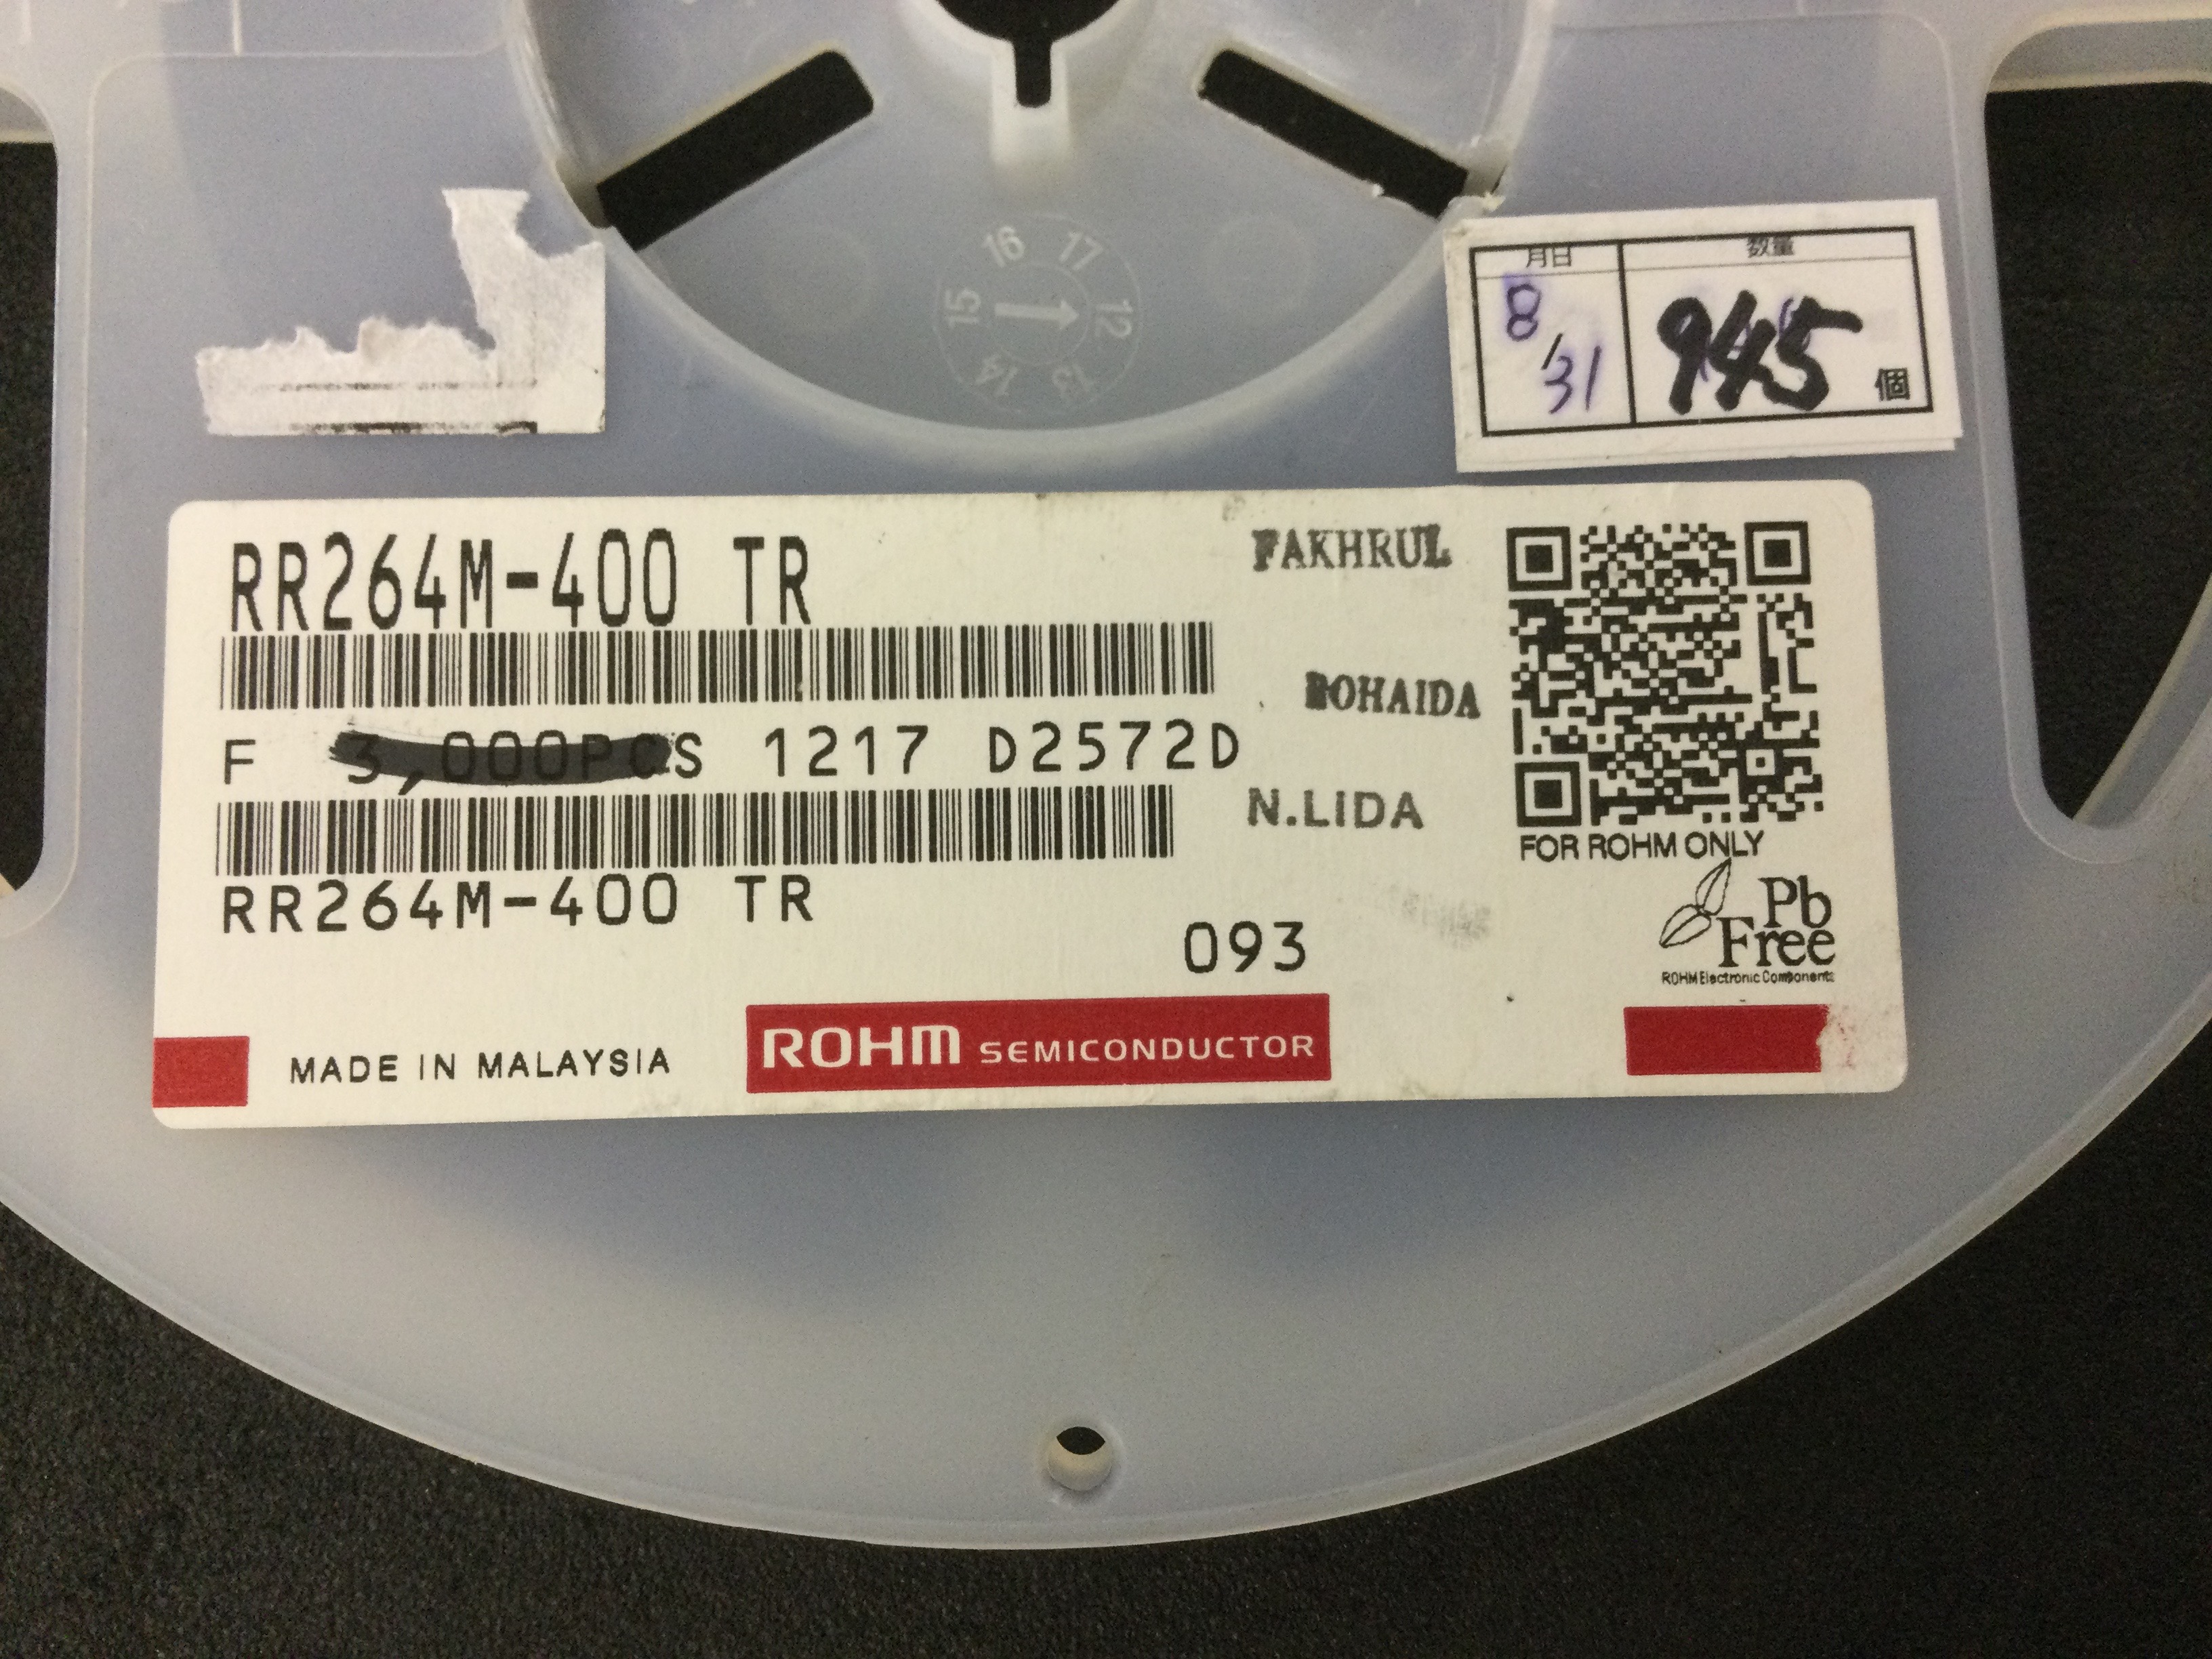 16 17
15 12
14 13
月日 数量
8/31 945 個
RR264M-400 TR
FAKHRUL
ROHAIDA
F 3,000PCS 1217 D2572D
N.LIDA
FOR ROHM ONLY
RR264M-400 TR
Pb
Free
093
ROHM Electronic Components
MADE IN MALAYSIA
ROHM SEMICONDUCTOR